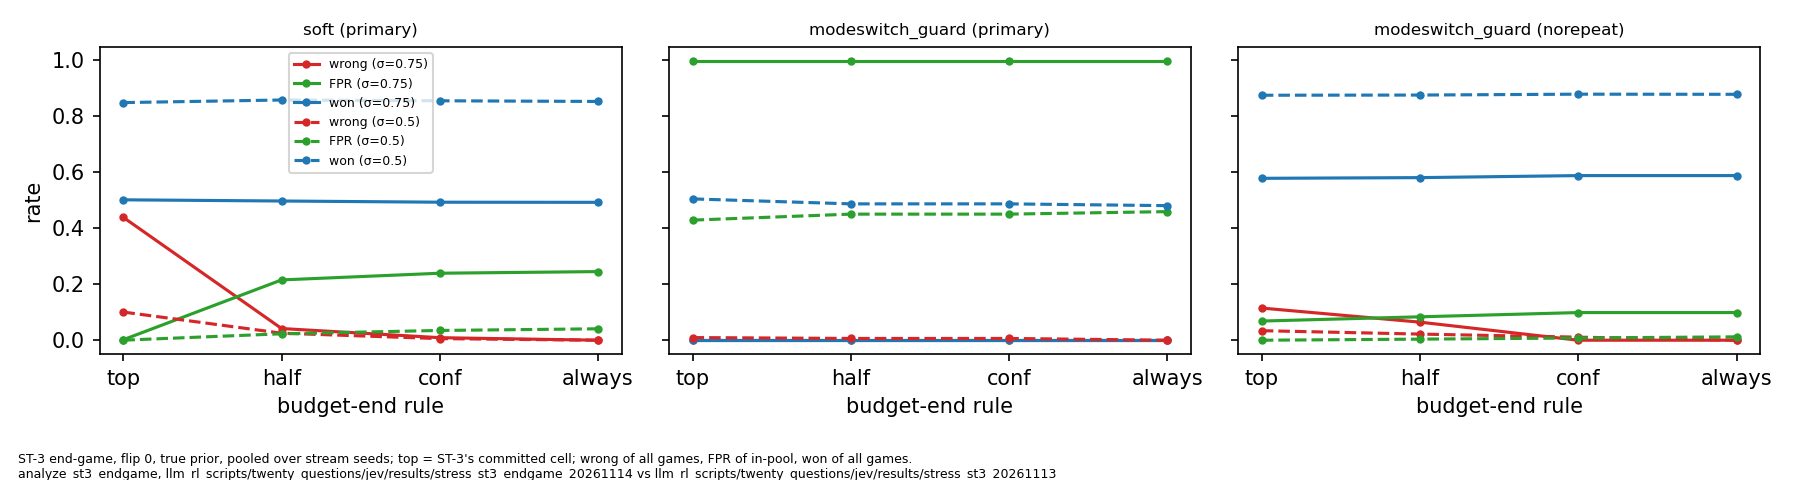 soft (primary)
modeswitch_guard (primary)
modeswitch_guard (norepeat)
rate
1.0
0.8
0.6
0.4
0.2
0.0
wrong (σ=0.75)
FPR (σ=0.75)
won (σ=0.75)
wrong (σ=0.5)
FPR (σ=0.5)
won (σ=0.5)
top half conf always
top half conf always
top half conf always
budget-end rule
budget-end rule
budget-end rule
ST-3 end-game, flip 0, true prior, pooled over stream seeds; top = ST-3's committed cell; wrong of all games, FPR of in-pool, won of all games.
analyze_st3_endgame, llm_rl_scripts/twenty_questions/jev/results/stress_st3_endgame_20261114 vs llm_rl_scripts/twenty_questions/jev/results/stress_st3_20261113